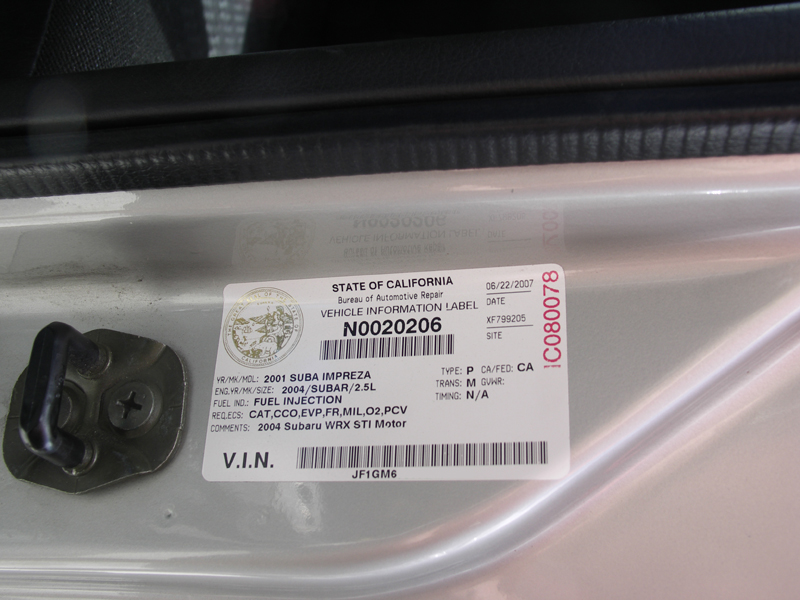 STATE OF CALIFORNIA
Bureau of Automotive Repair
VEHICLE INFORMATION LABEL
N0020206
06/22/2007
DATE
XF799205
SITE
IC080078
YR/MK/MDL: 2001 SUBA IMPREZA
ENG.YR/MK/SIZE: 2004/SUBAR/2.5L
FUEL IND.: FUEL INJECTION
REQ.ECS: CAT,CCO,EVP,FR,MIL,O2,PCV
COMMENTS: 2004 Subaru WRX STI Motor
TYPE: P CA/FED: CA
TRANS: M GVWR:
TIMING: N/A
V.I.N.
JF1GM6